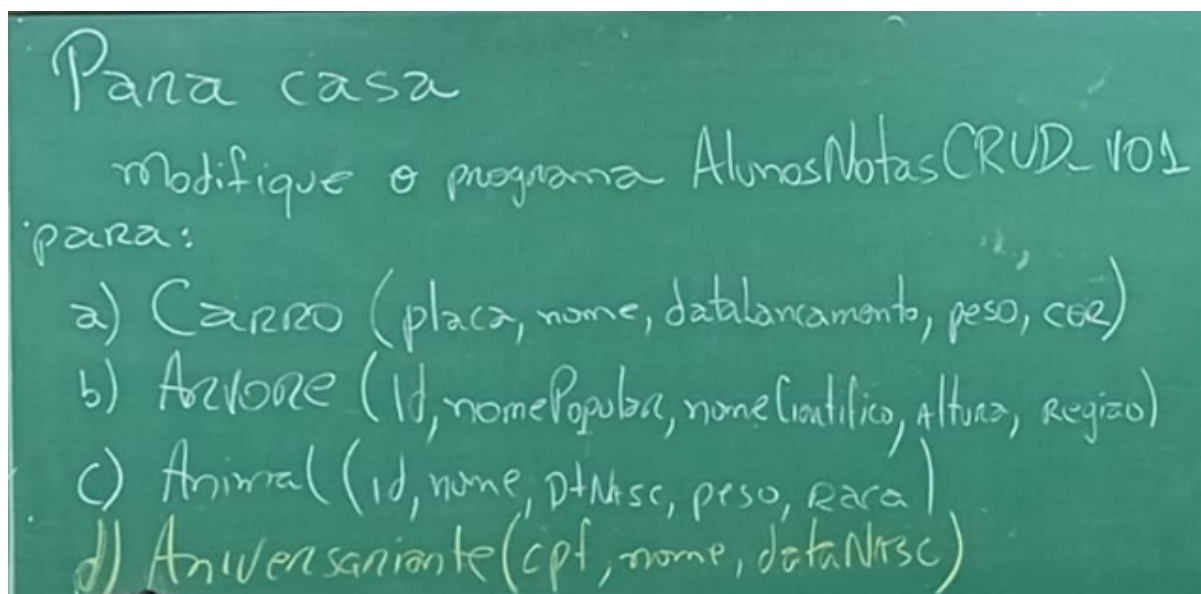 Para casa
Modifique o programa AlunosNotasCRUD_V01
para:
a) Carro (placa, nome, dataLancamento, peso, cor)
b) Arvore (Id, nomePopular, nomeCientifico, Altura, Regiao)
c) Animal (id, nome, DtNasc, peso, Raca)
d) Aniversariante (cpf, nome, dataNasc)